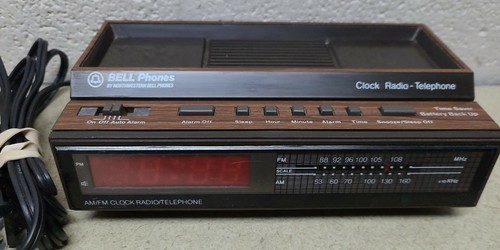 BELL Phones
BY NORTHWESTERN BELL PHONES
Clock Radio-Telephone
Time Saver
Battery Back Up
On Off Auto Alarm
Alarm Off
Sleep
Hour
Minute
Alarm
Time
Snooze/Sleep Off
PM
FM 88 92 96 100 105 108 MHz
SCALE
AM 53 60 70 100 130 160 x10KHz
AM/FM CLOCK RADIO/TELEPHONE